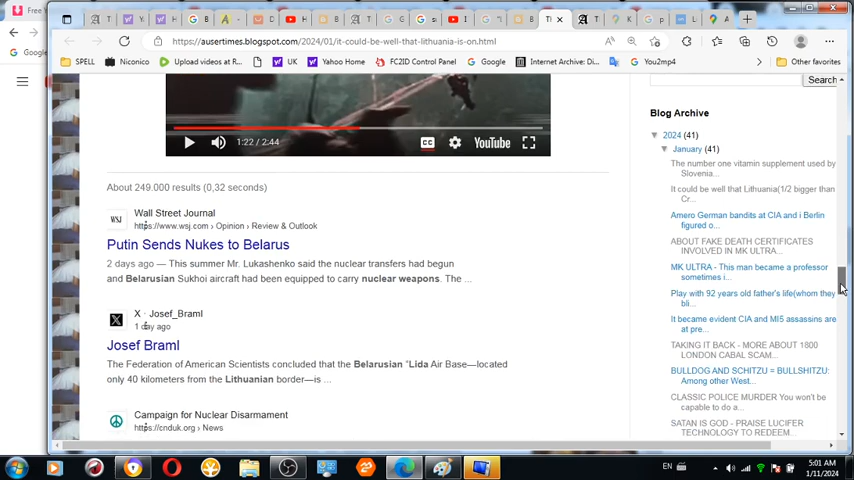 Free Y
https://ausertimes.blogspot.com/2024/01/it-could-be-well-that-lithuania-is-on.html
SPELL
Niconico
Upload videos at R...
UK
Yahoo Home
FC2ID Control Panel
Google
Internet Archive: Di...
You2mp4
Other favorites
1:22 / 2:44
CC
YouTube
Search
Blog Archive
▼ 2024 (41)
▼ January (41)
The number one vitamin supplement used by
Slovenia...
It could be well that Lithuania(1/2 bigger than
Cr...
Amero German bandits at CIA and i Berlin
figured o...
ABOUT FAKE DEATH CERTIFICATES
INVOLVED IN MK ULTRA...
MK ULTRA - This man became a professor
sometimes i...
Play with 92 years old father's life(whom they
bli...
It became evident CIA and MI5 assassins are
at pre...
TAKING IT BACK - MORE ABOUT 1800
LONDON CABAL SCAM...
BULLDOG AND SCHITZU = BULLSHITZU:
Among other West...
CLASSIC POLICE MURDER You won't be
capable to do a...
SATAN IS GOD - PRAISE LUCIFER
TECHNOLOGY TO REDEEM...
About 249.000 results (0,32 seconds)
WSJ
Wall Street Journal
https://www.wsj.com › Opinion › Review & Outlook
Putin Sends Nukes to Belarus
2 days ago — This summer Mr. Lukashenko said the nuclear transfers had begun
and Belarusian Sukhoi aircraft had been equipped to carry nuclear weapons. The ...
X · Josef_Braml
1 day ago
Josef Braml
The Federation of American Scientists concluded that the Belarusian 'Lida Air Base—located
only 40 kilometers from the Lithuanian border—is ...
Campaign for Nuclear Disarmament
https://cnduk.org › News
EN
5:01 AM
1/11/2024